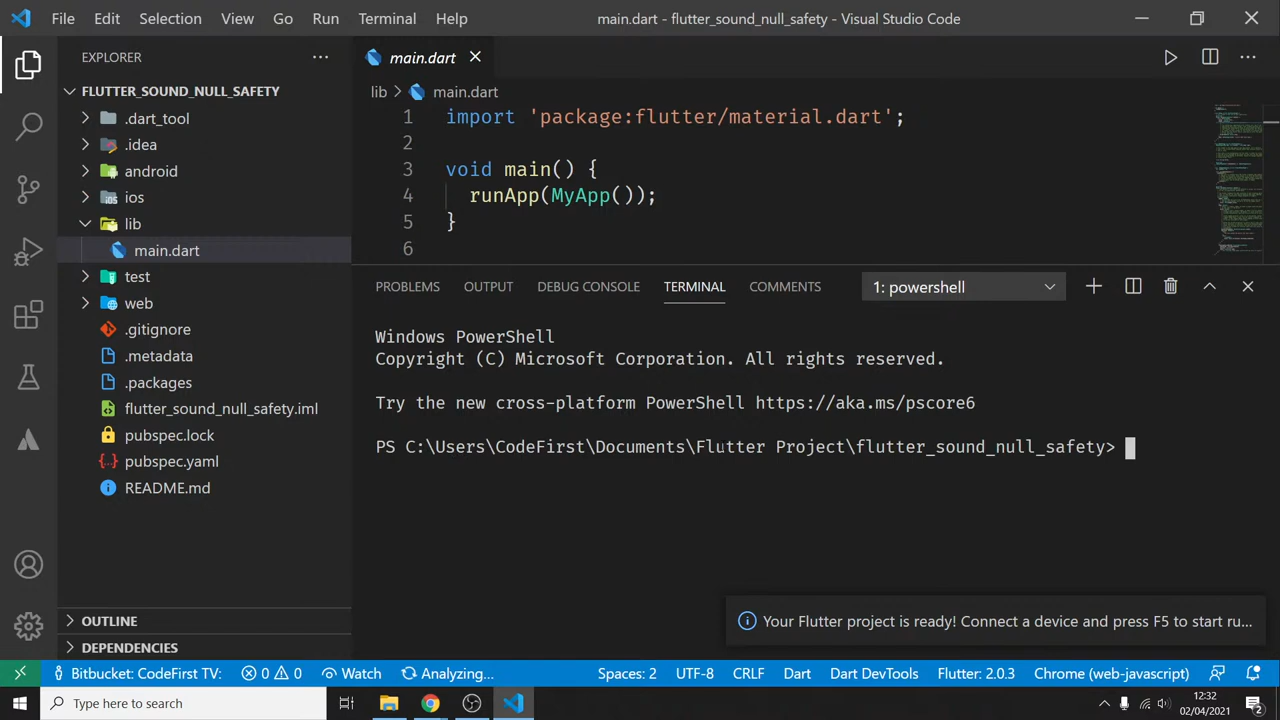 File Edit Selection View Go Run Terminal Help
main.dart - flutter_sound_null_safety - Visual Studio Code
EXPLORER
FLUTTER_SOUND_NULL_SAFETY
.dart_tool
.idea
android
ios
lib
main.dart
test
web
.gitignore
.metadata
.packages
flutter_sound_null_safety.iml
pubspec.lock
pubspec.yaml
README.md
OUTLINE
DEPENDENCIES
main.dart
lib > main.dart
1 import 'package:flutter/material.dart';
2
3 void main() {
4 runApp(MyApp());
5 }
6
PROBLEMS OUTPUT DEBUG CONSOLE TERMINAL COMMENTS 1: powershell
Windows PowerShell
Copyright (C) Microsoft Corporation. All rights reserved.
Try the new cross-platform PowerShell https://aka.ms/pscore6
PS C:\Users\CodeFirst\Documents\Flutter Project\flutter_sound_null_safety>
Your Flutter project is ready! Connect a device and press F5 to start ru...
Bitbucket: CodeFirst TV: 0 0 Watch Analyzing... Spaces: 2 UTF-8 CRLF Dart Dart DevTools Flutter: 2.0.3 Chrome (web-javascript)
Type here to search
12:32
02/04/2021
2